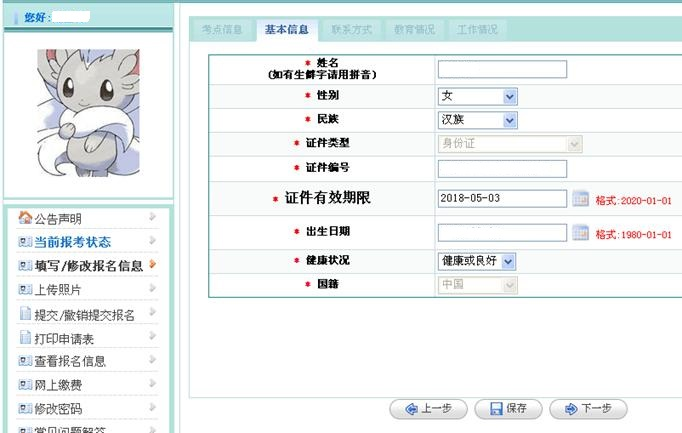 您好:
公告声明
当前报考状态
填写/修改报名信息
上传照片
提交/撤销提交报名
打印申请表
查看报名信息
网上缴费
修改密码
常见问题解答
考点信息 基本信息 联系方式 教育情况 工作情况
* 姓名
(如有生僻字请用拼音)
* 性别 女
* 民族 汉族
* 证件类型 身份证
* 证件编号
* 证件有效期限 2018-05-03 格式:2020-01-01
* 出生日期 格式:1980-01-01
* 健康状况 健康或良好
* 国籍 中国
上一步 保存 下一步